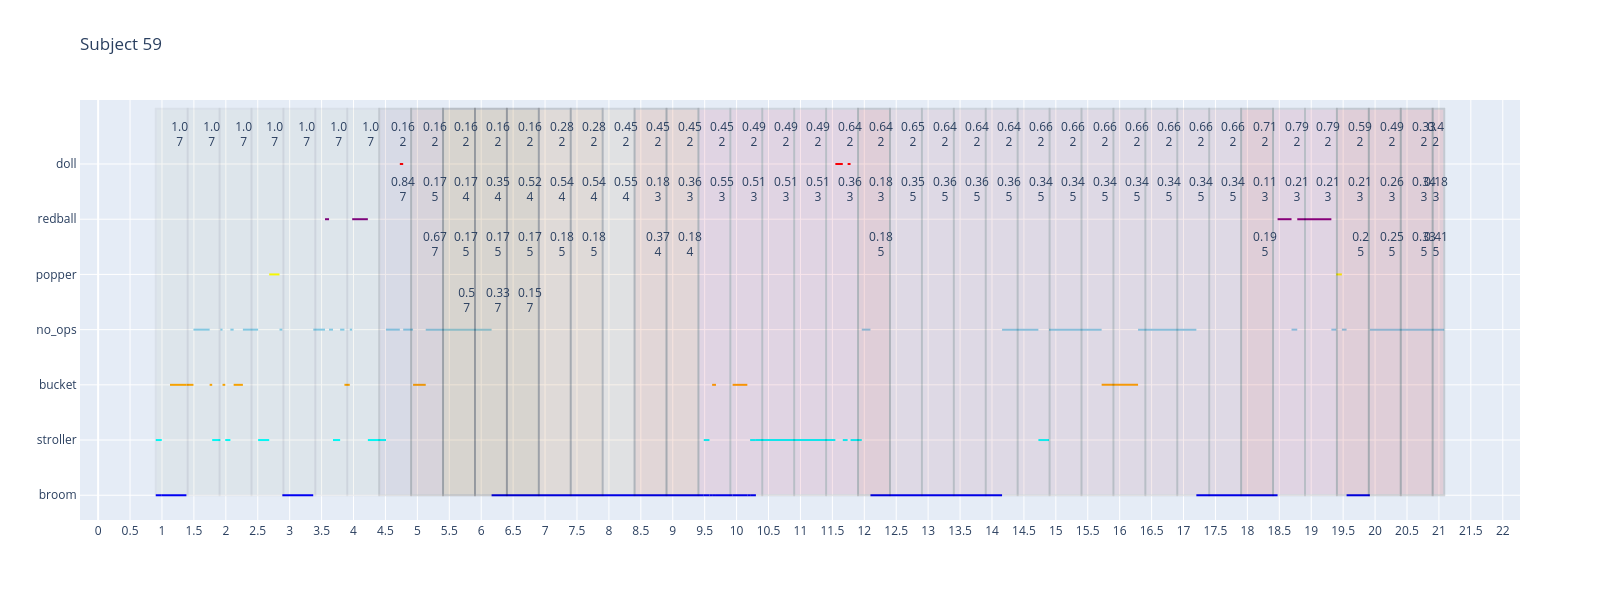 Subject 59
1.0 1.0 1.0 1.0 1.0 1.0 1.0 0.16 0.16 0.16 0.16 0.16 0.28 0.28 0.45 0.45 0.45 0.45 0.49 0.49 0.49 0.64 0.64 0.65 0.64 0.64 0.64 0.66 0.66 0.66 0.66 0.66 0.66 0.66 0.71 0.79 0.79 0.59 0.49
7 7 7 7 7 7 7 2 2 2 2 2 2 2 2 2 2 2 2 2 2 2 2 2 2 2 2 2 2 2 2 2 2 2 2 2 2 2 2 2 2
doll
0.84 0.17 0.17 0.35 0.52 0.54 0.54 0.55 0.18 0.36 0.55 0.51 0.51 0.51 0.36 0.18 0.35 0.36 0.36 0.36 0.34 0.34 0.34 0.34 0.34 0.34 0.34 0.11 0.21 0.21 0.21 0.26
7 5 4 4 4 4 4 4 3 3 3 3 3 3 3 3 5 5 5 5 5 5 5 5 5 5 5 3 3 3 3 3 3 3
redball
0.67 0.17 0.17 0.17 0.18 0.18 0.37 0.18 0.18 0.19 0.2 0.25
7 5 5 5 5 5 4 4 5 5 5 5 5 5
popper
0.5 0.33 0.15
7 7 7
no_ops
bucket
stroller
broom
0 0.5 1 1.5 2 2.5 3 3.5 4 4.5 5 5.5 6 6.5 7 7.5 8 8.5 9 9.5 10 10.5 11 11.5 12 12.5 13 13.5 14 14.5 15 15.5 16 16.5 17 17.5 18 18.5 19 19.5 20 20.5 21 21.5 22